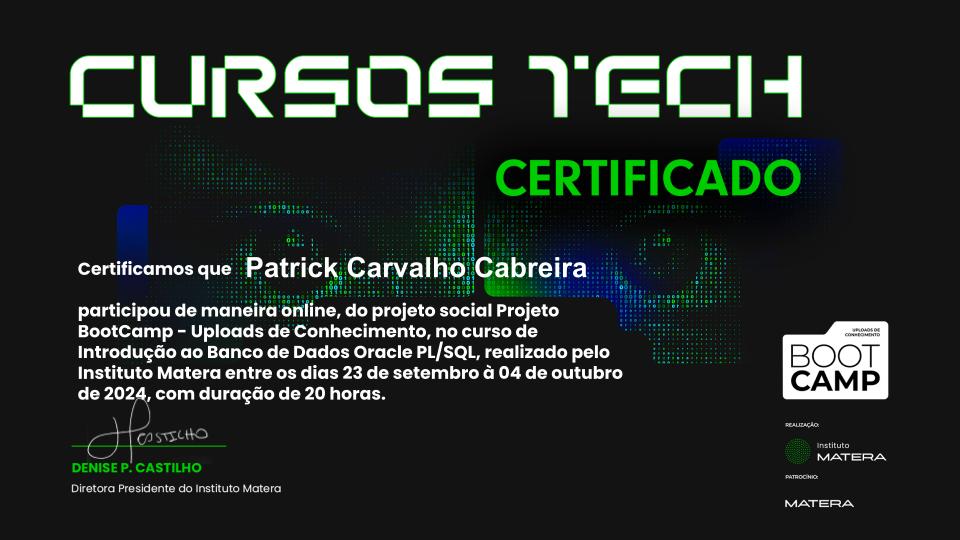 CURSOS TECH
CERTIFICADO
Certificamos que Patrick Carvalho Cabreira
participou de maneira online, do projeto social Projeto
BootCamp - Uploads de Conhecimento, no curso de
Introdução ao Banco de Dados Oracle PL/SQL, realizado pelo
Instituto Matera entre os dias 23 de setembro à 04 de outubro
de 2024, com duração de 20 horas.
UPLOADS DE
CONHECIMENTO
BOOT
CAMP
REALIZAÇÃO:
Instituto
MATERA
PATROCÍNIO:
MATERA
DENISE P. CASTILHO
Diretora Presidente do Instituto Matera